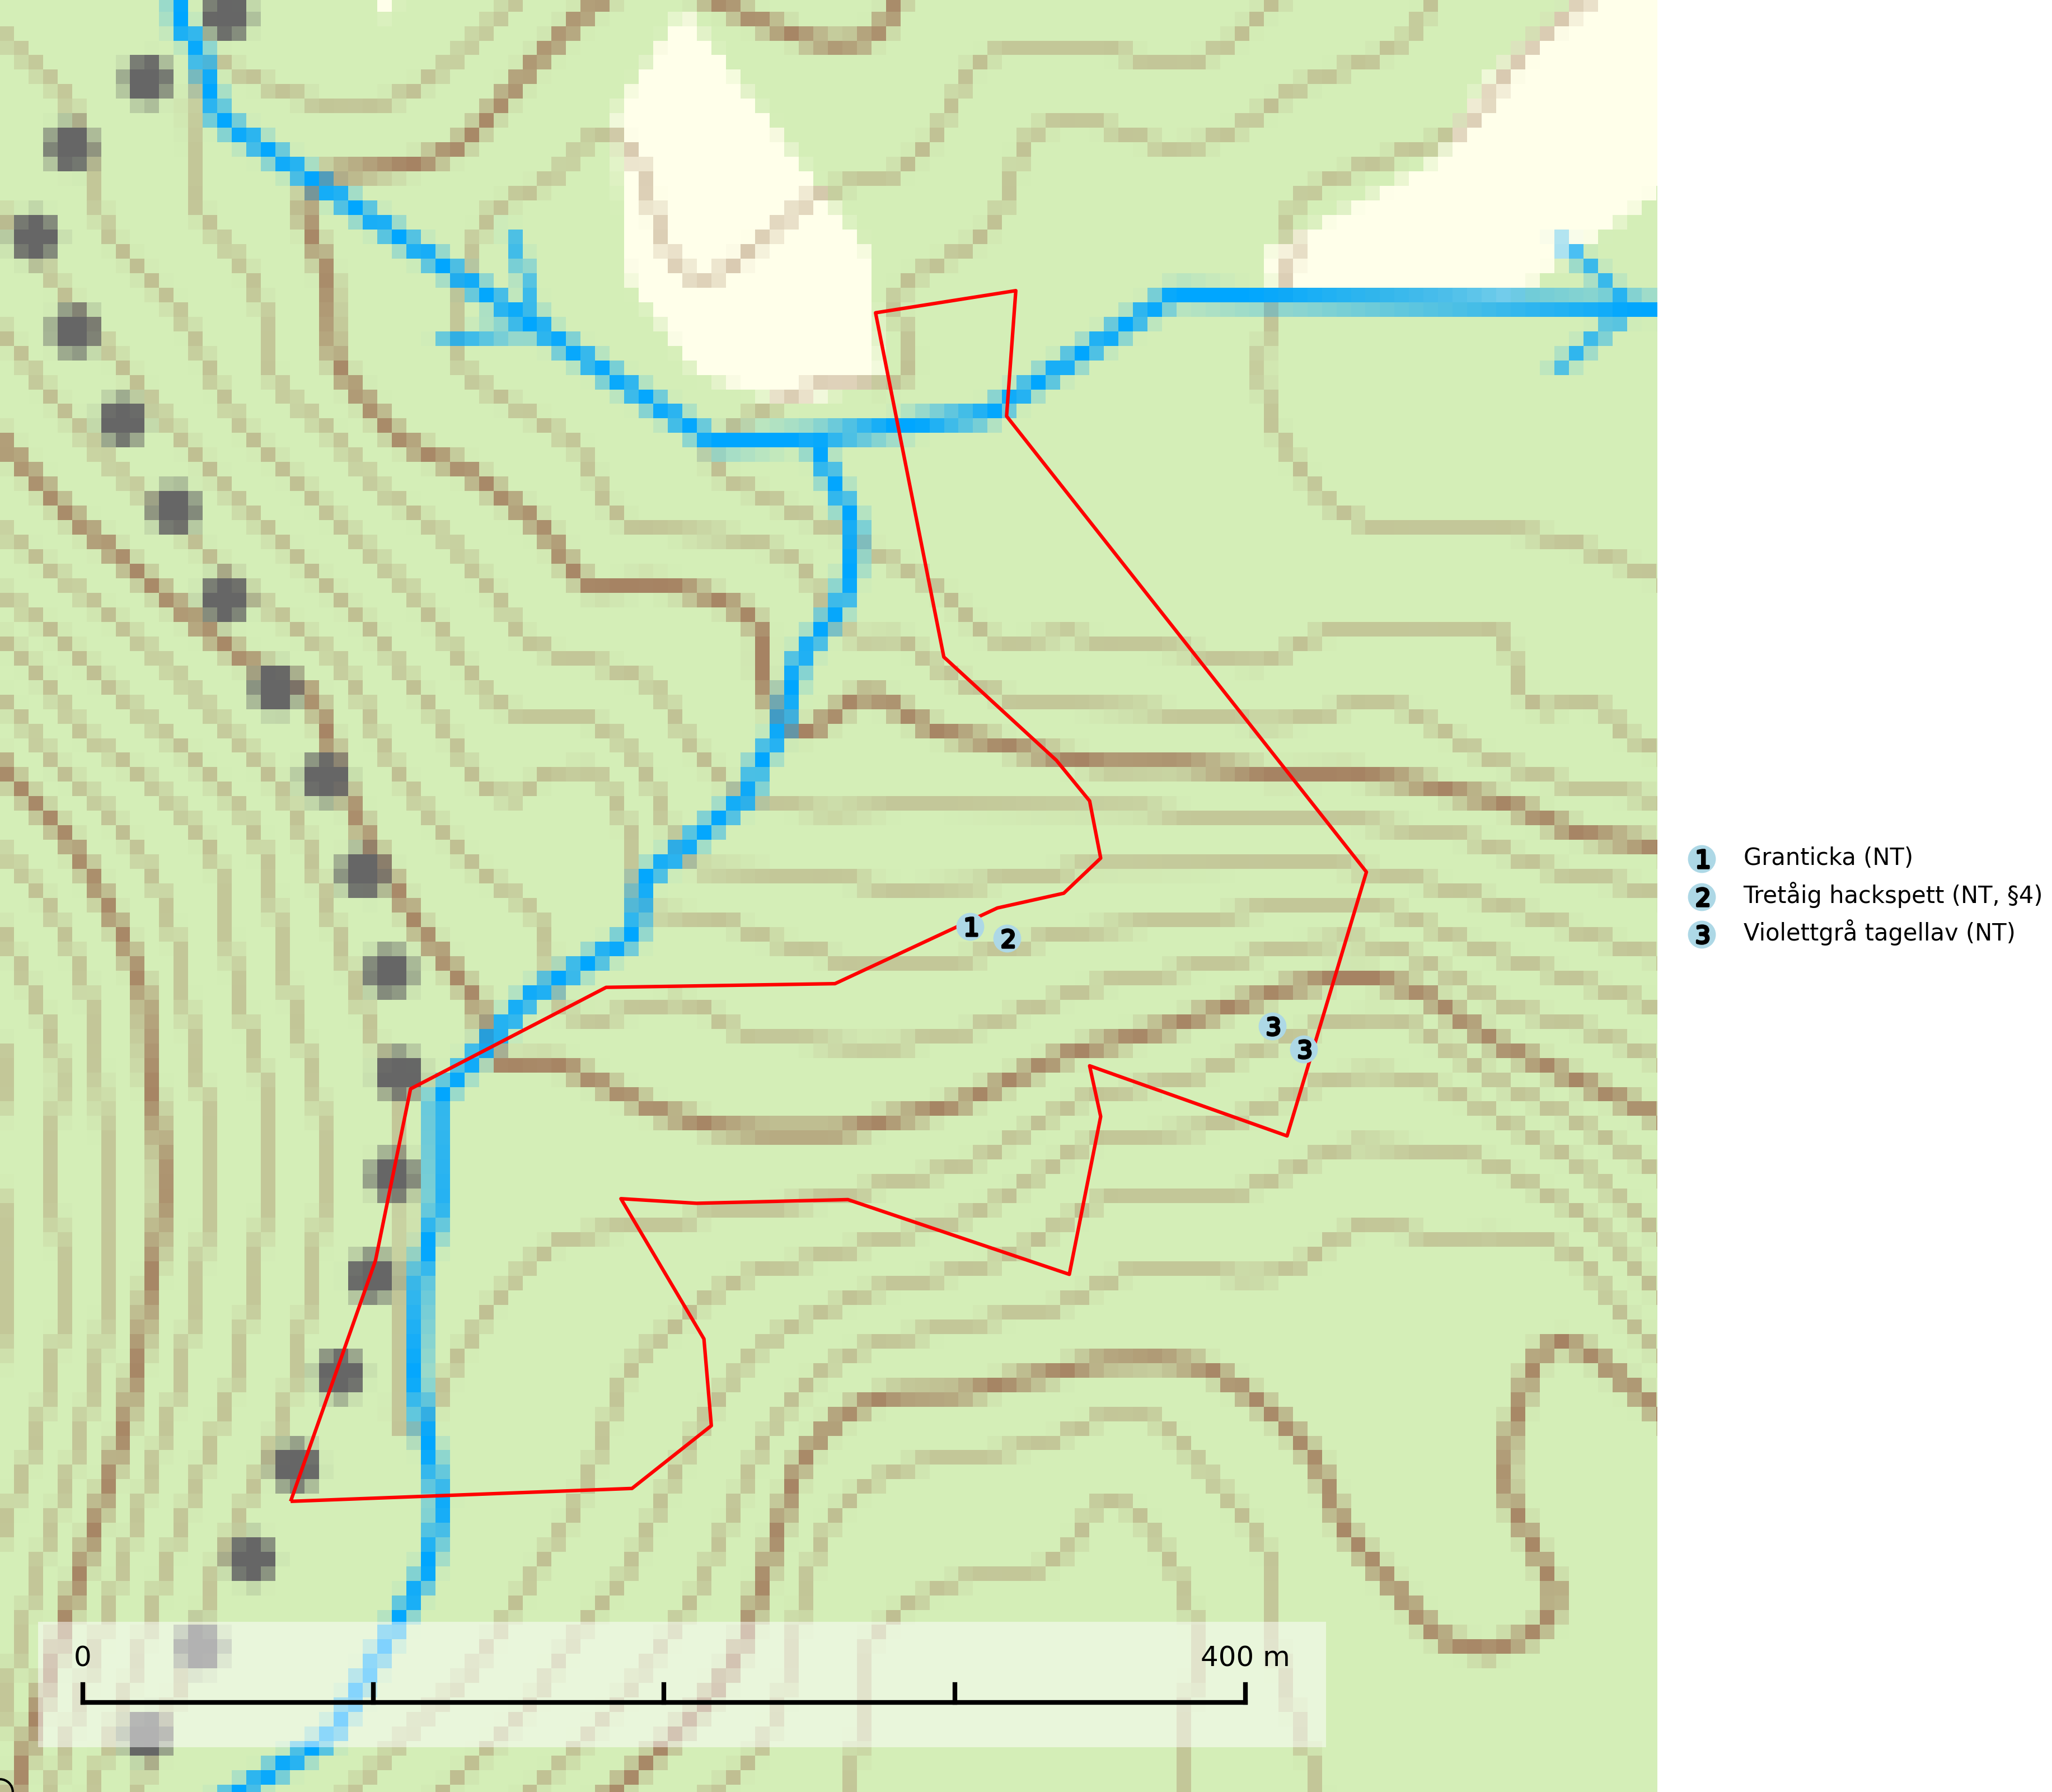 1
2
3
3
1 Granticka (NT)
2 Tretåig hackspett (NT, §4)
3 Violettgrå tagellav (NT)
0 400 m